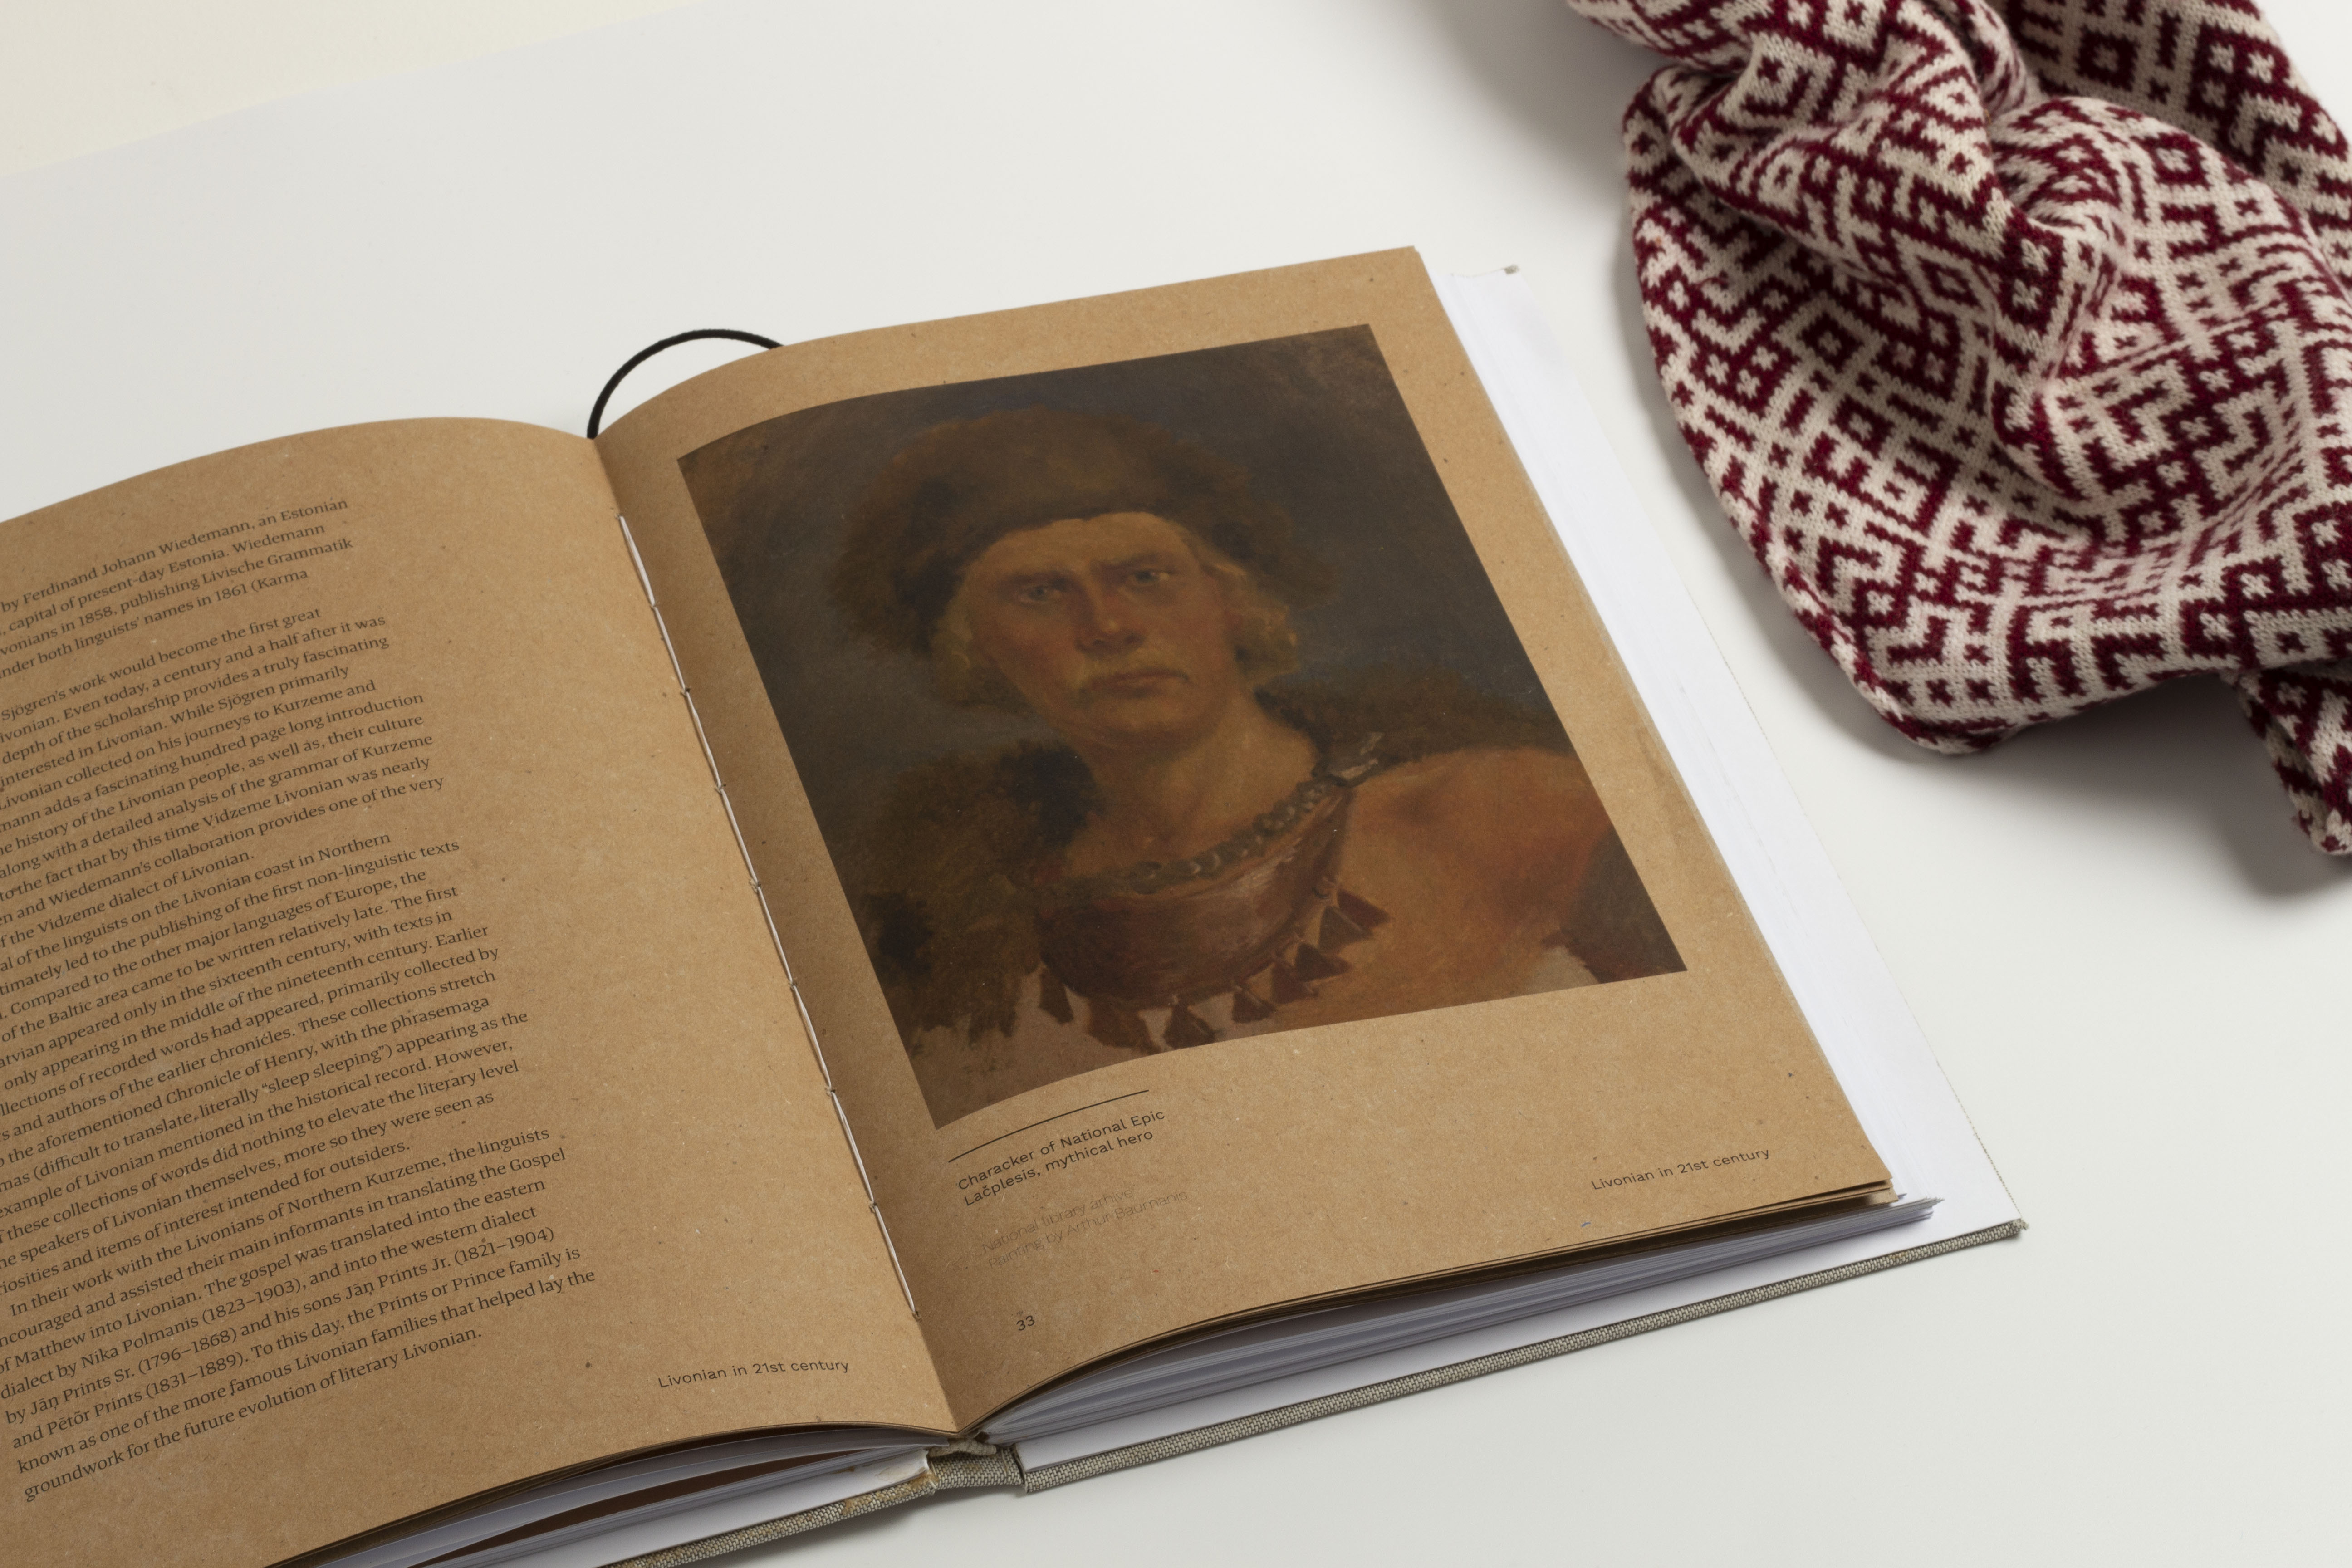 by Ferdinand Johann Wiedemann, an Estonian
, capital of present-day Estonia. Wiedemann
vonians in 1858, publishing Livische Grammatik
nder both linguists' names in 1861 (Karma
Sjögren's work would become the first great
ivonian. Even today, a century and a half after it was
depth of the scholarship provides a truly fascinating
interested in Livonian. While Sjögren primarily
Livonian collected on his journeys to Kurzeme and
mann adds a fascinating hundred page long introduction
he history of the Livonian people, as well as, their culture
along with a detailed analysis of the grammar of Kurzeme
to the fact that by this time Vidzeme Livonian was nearly
en and Wiedemann's collaboration provides one of the very
f the Vidzeme dialect of Livonian.
al of the linguists on the Livonian coast in Northern
timately led to the publishing of the first non-linguistic texts
. Compared to the other major languages of Europe, the
of the Baltic area came to be written relatively late. The first
atvian appeared only in the sixteenth century, with texts in
only appearing in the middle of the nineteenth century. Earlier
llections of recorded words had appeared, primarily collected by
s and authors of the earlier chronicles. These collections stretch
o the aforementioned Chronicle of Henry, with the phrasemaga
mas (difficult to translate, literally “sleep sleeping”) appearing as the
example of Livonian mentioned in the historical record. However,
f these collections of words did nothing to elevate the literary level
he speakers of Livonian themselves, more so they were seen as
iosities and items of interest intended for outsiders.
In their work with the Livonians of Northern Kurzeme, the linguists
ncouraged and assisted their main informants in translating the Gospel
of Matthew into Livonian. The gospel was translated into the eastern
dialect by Nika Polmanis (1823–1903), and into the western dialect
by Jāņ Prints Sr. (1796–1868) and his sons Jāņ Prints Jr. (1821–1904)
and Pētõr Prints (1831–1889). To this day, the Prints or Prince family is
known as one of the more famous Livonian families that helped lay the
groundwork for the future evolution of literary Livonian.
Livonian in 21st century
Characker of National Epic
Lačplesis, mythical hero
National library arhive
Painting by Arthur Baumanis
Livonian in 21st century
33